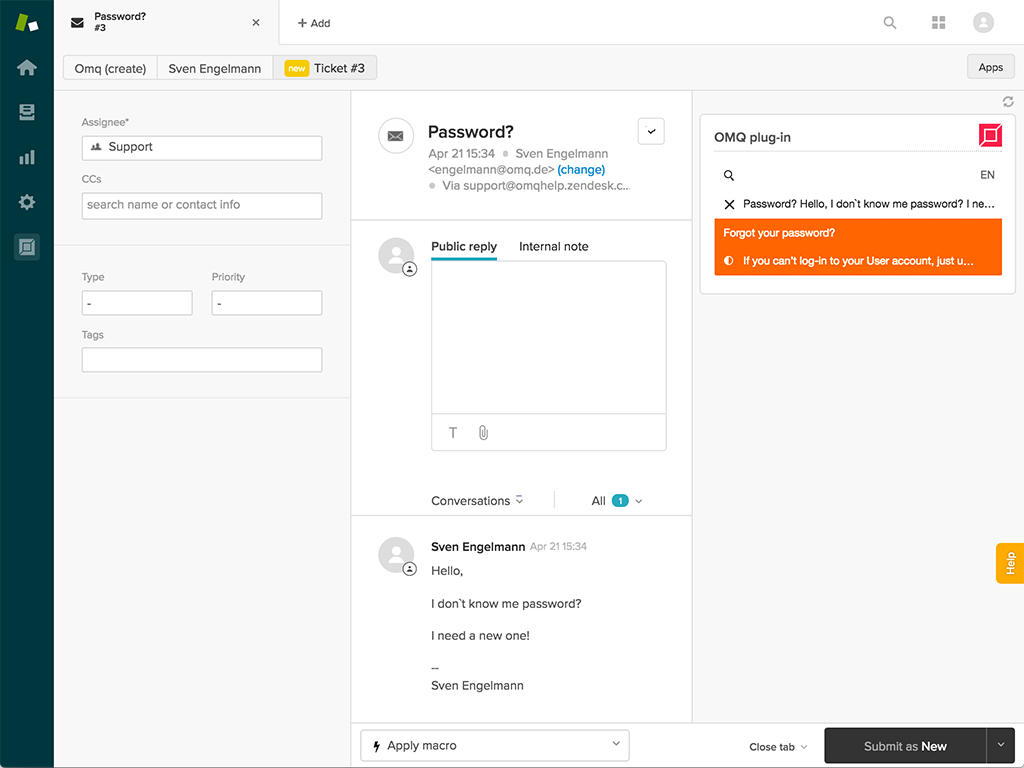 Password?
#3
+ Add
Omq (create)
Sven Engelmann
new Ticket #3
Apps
Assignee*
Support
CCs
search name or contact info
Type
Priority
-
-
Tags
Password?
Apr 21 15:34 Sven Engelmann
<engelmann@omq.de> (change)
Via support@omqhelp.zendesk.c...
Public reply
Internal note
T
Conversations
All 1
Sven Engelmann Apr 21 15:34
Hello,
I don`t know me password?
I need a new one!
--
Sven Engelmann
Apply macro
Close tab
Submit as New
OMQ plug-in
EN
Password? Hello, I don`t know me password? I ne...
Forgot your password?
If you can't log-in to your User account, just u...
Help